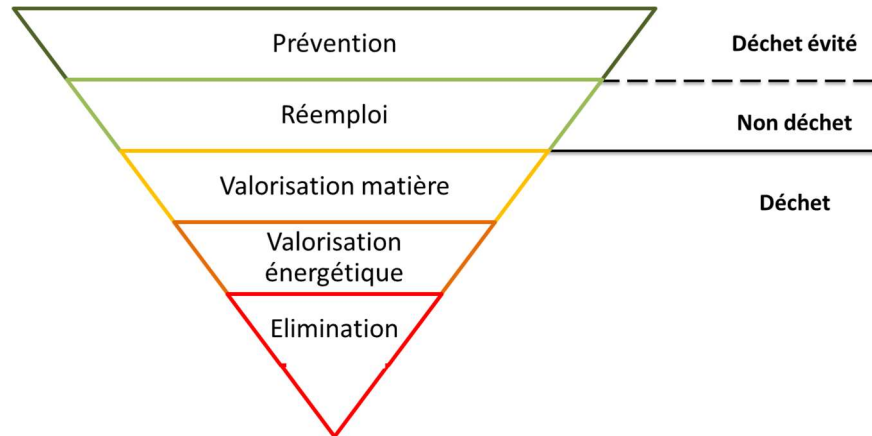 Prévention
Déchet évité
Réemploi
Non déchet
Valorisation matière
Déchet
Valorisation
énergétique
Elimination